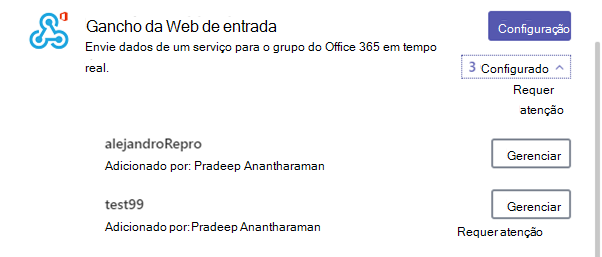 Gancho da Web de entrada
Configuração
Envie dados de um serviço para o grupo do Office 365 em tempo
real.
3 Configurado
Requer
atenção
alejandroRepro
Adicionado por: Pradeep Anantharaman
Gerenciar
test99
Adicionado por:Pradeep Anantharaman
Gerenciar
Requer atenção